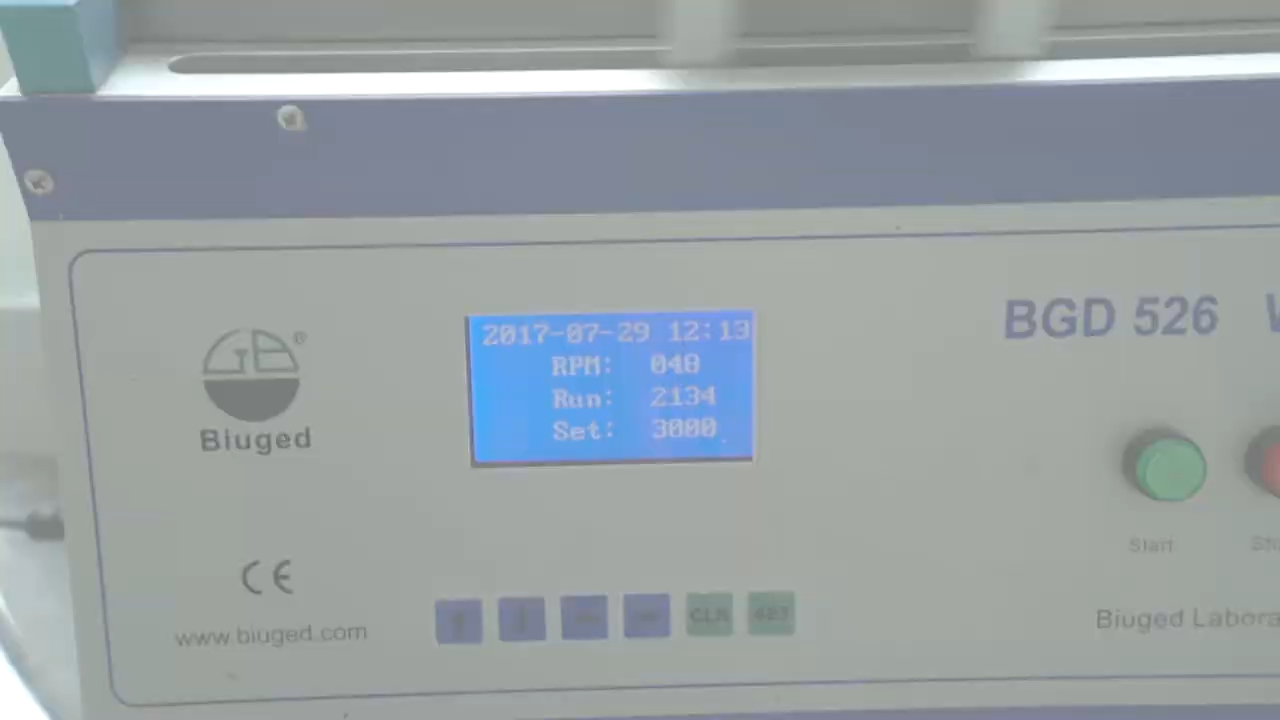 2017-07-29 12:13
RPM: 040
Run: 2134
Set: 3000
BGD 526
®
Biuged
CE
www.biuged.com
CLR
SET
Start
Biuged